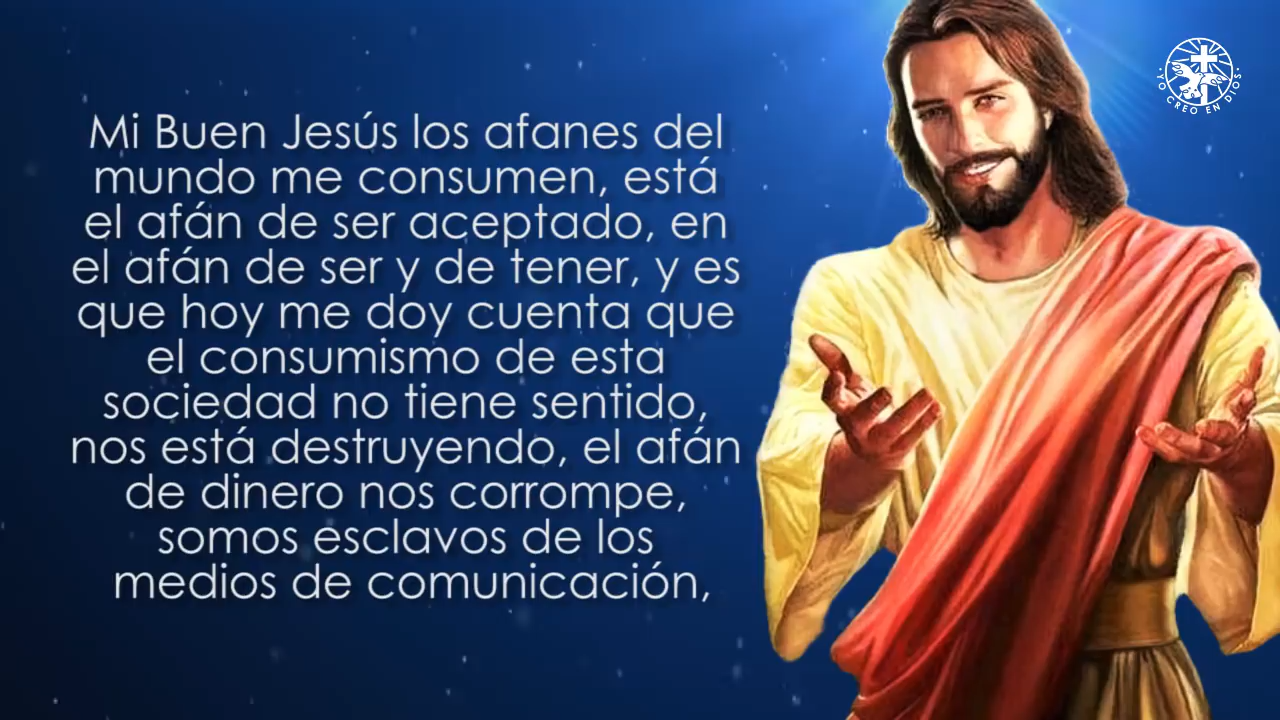 Mi Buen Jesús los afanes del
mundo me consumen, está
el afán de ser aceptado, en
el afán de ser y de tener, y es
que hoy me doy cuenta que
el consumismo de esta
sociedad no tiene sentido,
nos está destruyendo, el afán
de dinero nos corrompe,
somos esclavos de los
medios de comunicación,
YO CREO EN DIOS